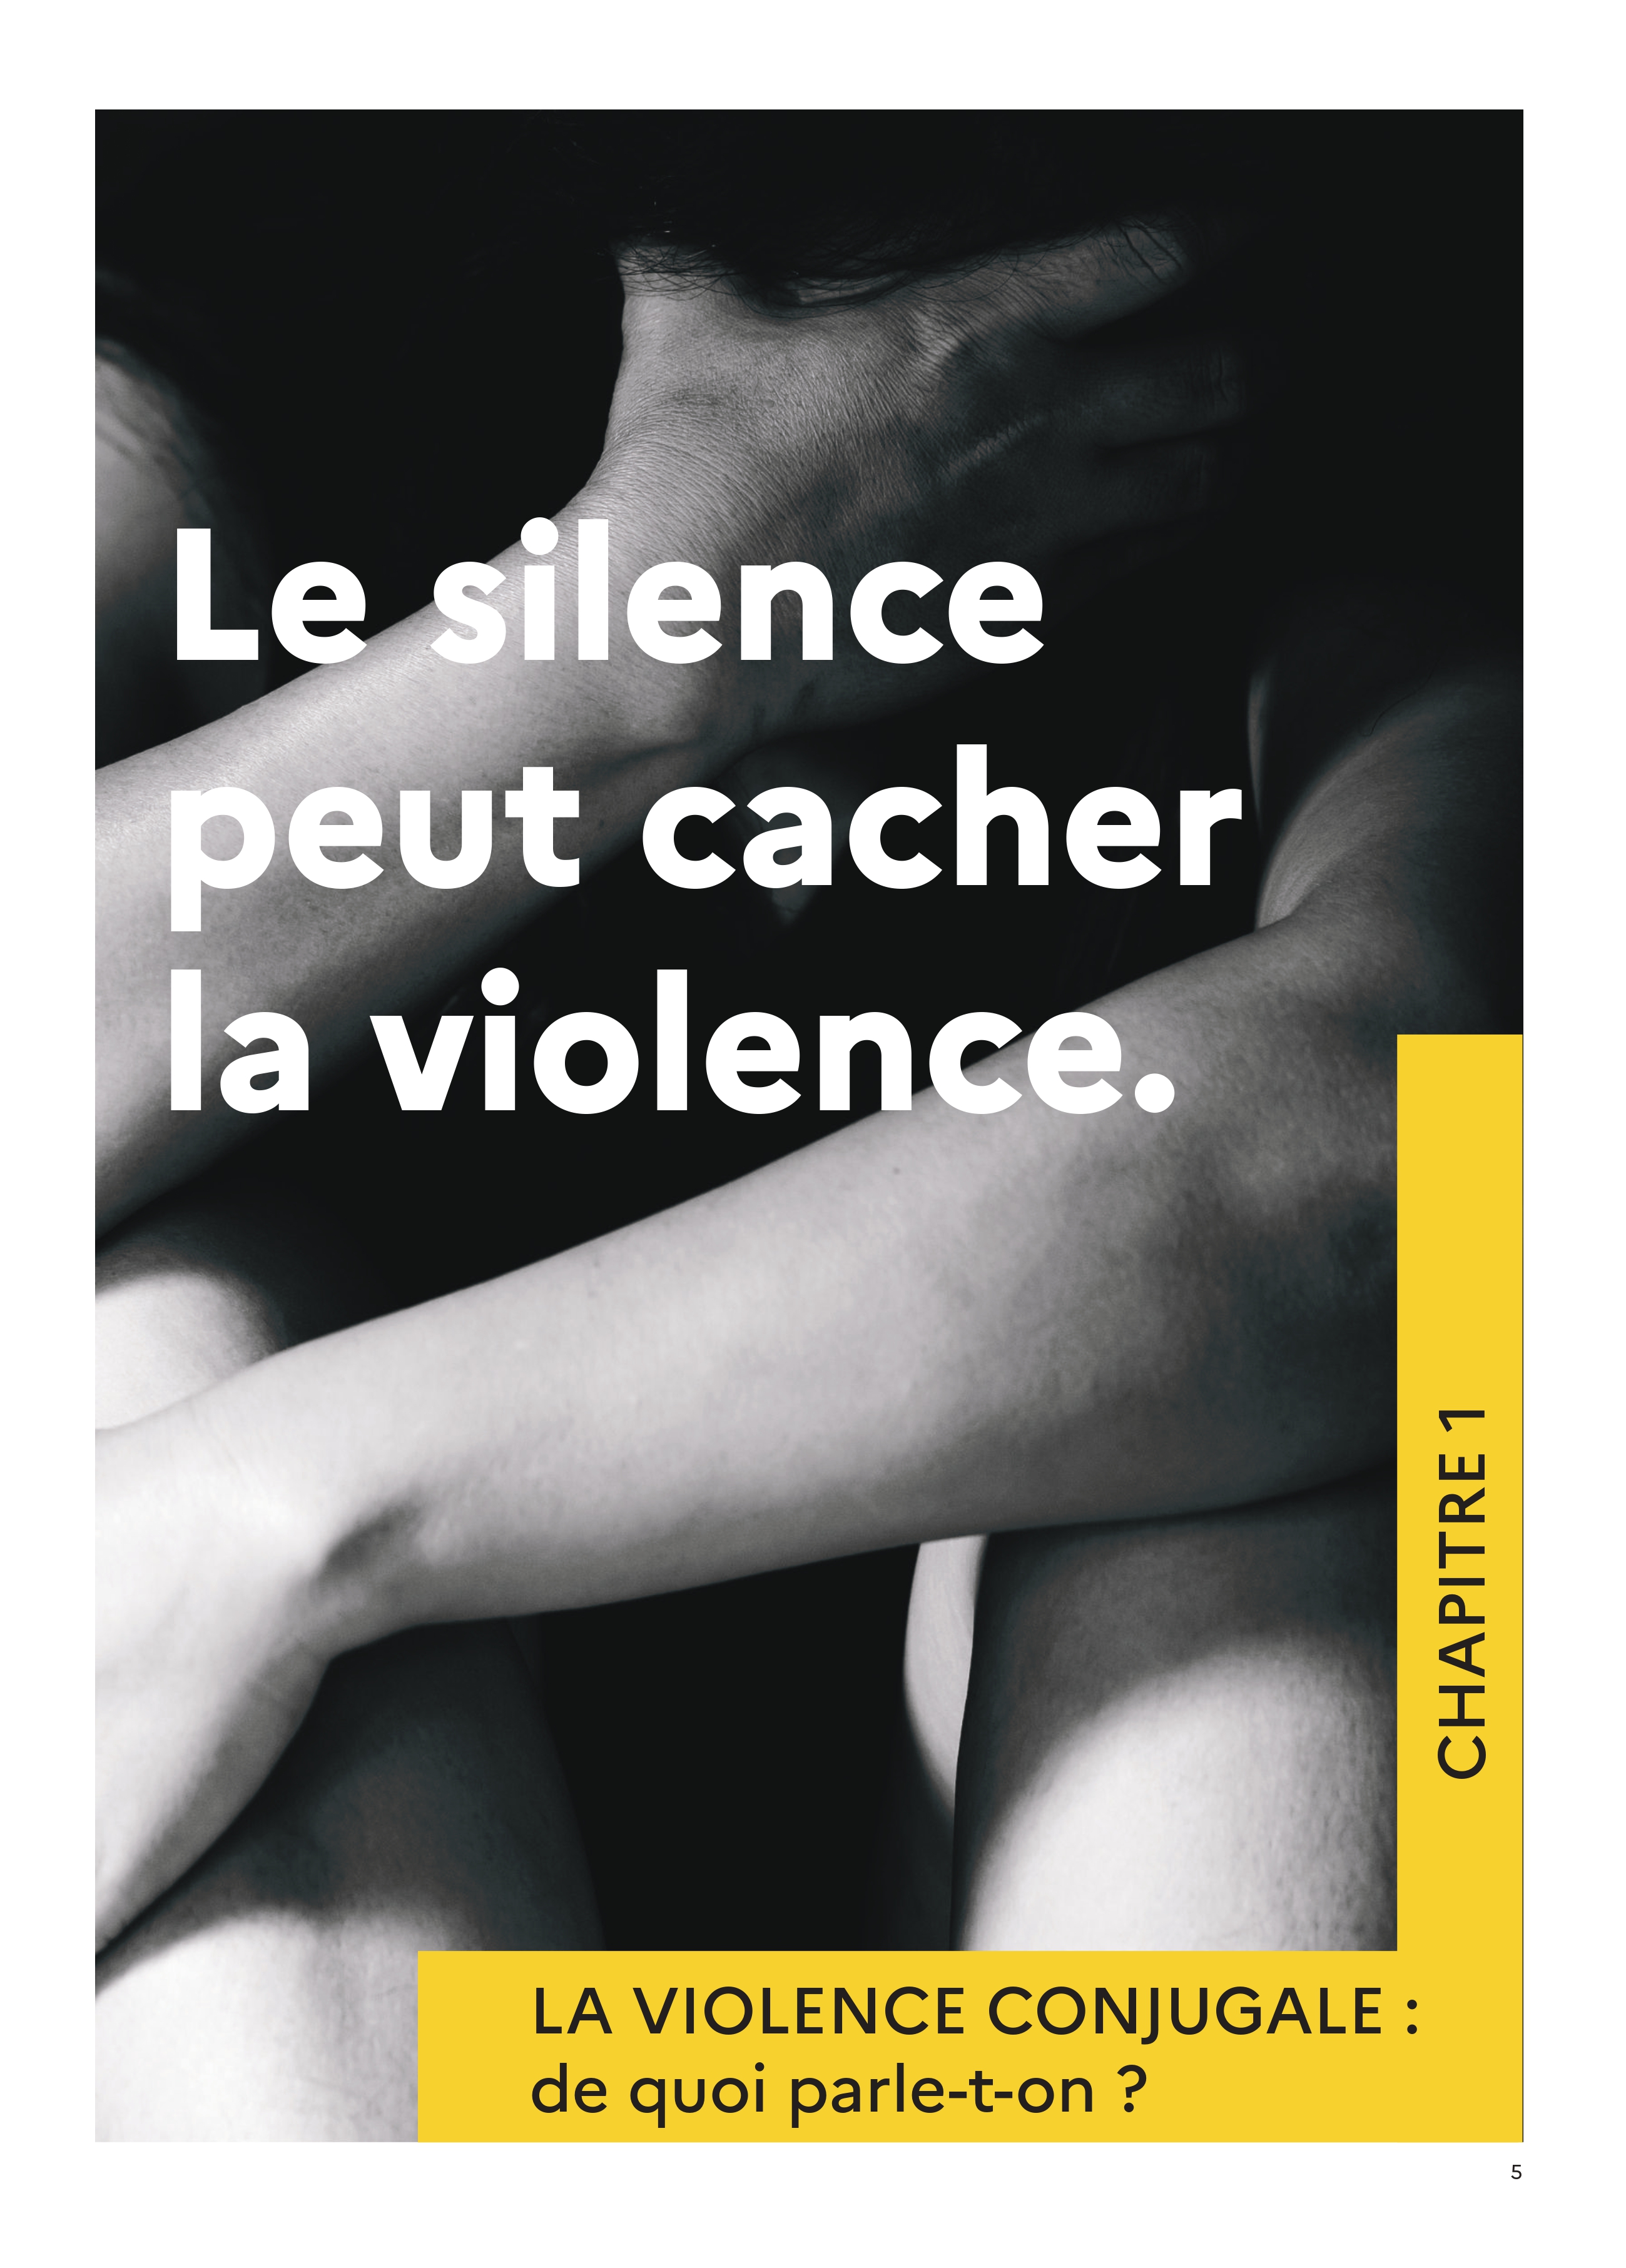 Le silence
peut cacher
la violence.
CHAPITRE 1
LA VIOLENCE CONJUGALE :
de quoi parle-t-on ?
5